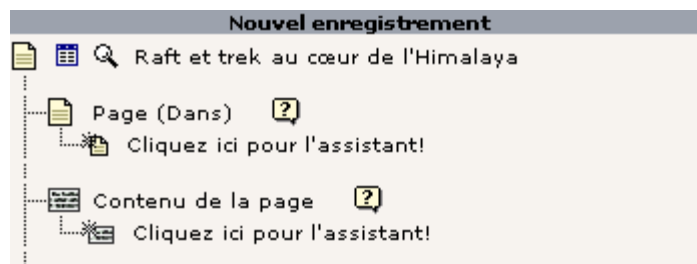 Nouvel enregistrement
Raft et trek au cœur de l'Himalaya
Page (Dans) ?
Cliquez ici pour l'assistant!
Contenu de la page ?
Cliquez ici pour l'assistant!